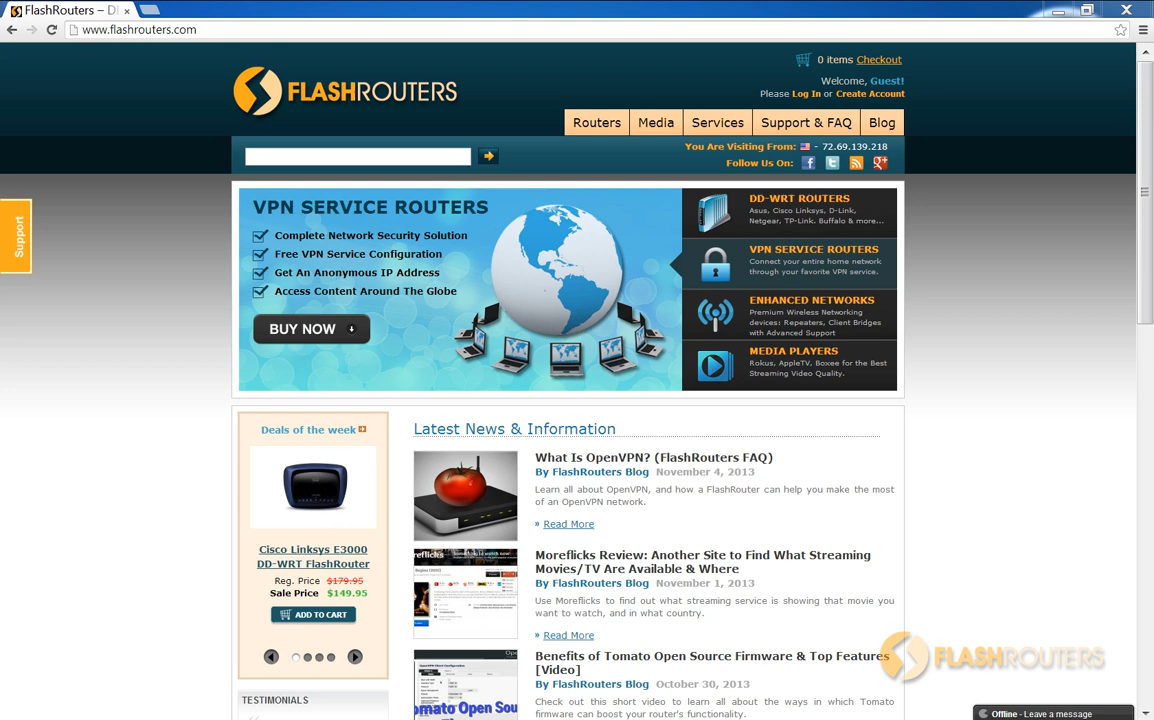 FlashRouters – DI
www.flashrouters.com
0 items Checkout
FLASHROUTERS
Welcome, Guest!
Please Log In or Create Account
Routers Media Services Support & FAQ Blog
You Are Visiting From: - 72.69.139.218
Follow Us On:
Support
VPN SERVICE ROUTERS
Complete Network Security Solution
Free VPN Service Configuration
Get An Anonymous IP Address
Access Content Around The Globe
BUY NOW
DD-WRT ROUTERS
Asus, Cisco Linksys, D-Link,
Netgear, TP-Link. Buffalo & more...
VPN SERVICE ROUTERS
Connect your entire home network
through your favorite VPN service.
ENHANCED NETWORKS
Premium Wireless Networking
devices: Repeaters, Client Bridges
with Advanced Support
MEDIA PLAYERS
Rokus, AppleTV, Boxee for the Best
Streaming Video Quality.
Deals of the week
Cisco Linksys E3000
DD-WRT FlashRouter
Reg. Price $179.95
Sale Price $149.95
ADD TO CART
TESTIMONIALS
Latest News & Information
What Is OpenVPN? (FlashRouters FAQ)
By FlashRouters Blog November 4, 2013
Learn all about OpenVPN, and how a FlashRouter can help you make the most
of an OpenVPN network.
» Read More
Moreflicks Review: Another Site to Find What Streaming
Movies/TV Are Available & Where
By FlashRouters Blog November 1, 2013
Use Moreflicks to find out what streaming service is showing that movie you
want to watch, and in what country.
» Read More
Benefits of Tomato Open Source Firmware & Top Features
[Video]
By FlashRouters Blog October 30, 2013
Check out this short video to learn all about the ways in which Tomato
firmware can boost your router's functionality.
oreflicks
omato Open Sour
FLASHROUTERS
Offline - Leave a message